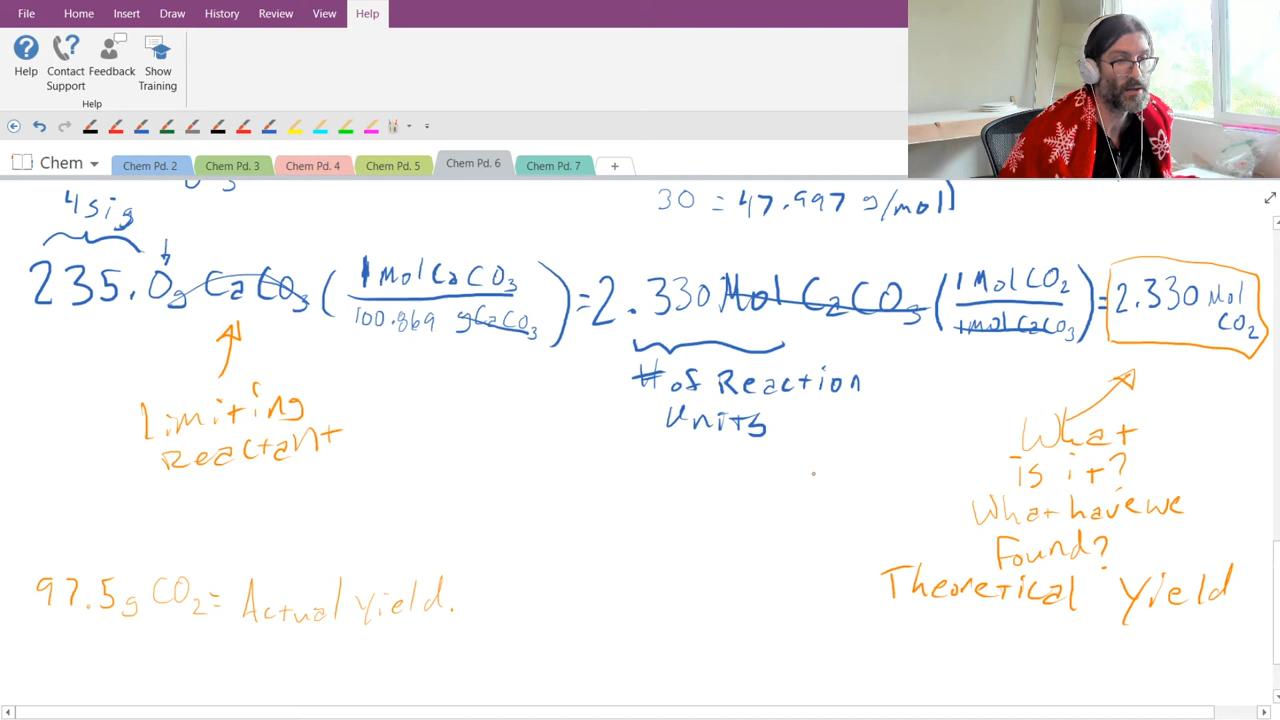 File Home Insert Draw History Review View Help
Help Contact Support Feedback Show Training
Help
Chem Chem Pd. 2 Chem Pd. 3 Chem Pd. 4 Chem Pd. 5 Chem Pd. 6 Chem Pd. 7 +
4 sig
3O = 47.997 g/mol]
235.0g CaCO3 (1 Mol CaCO3 / 100.869 g CaCO3) = 2.330 Mol CaCO3 (1 Mol CO2 / 1 mol CaCO3) = 2.330 Mol CO2
# of Reaction
Units
Limiting
Reactant
What
is it?
What have we
Found?
Theoretical Yield
97.5g CO2 = Actual yield.